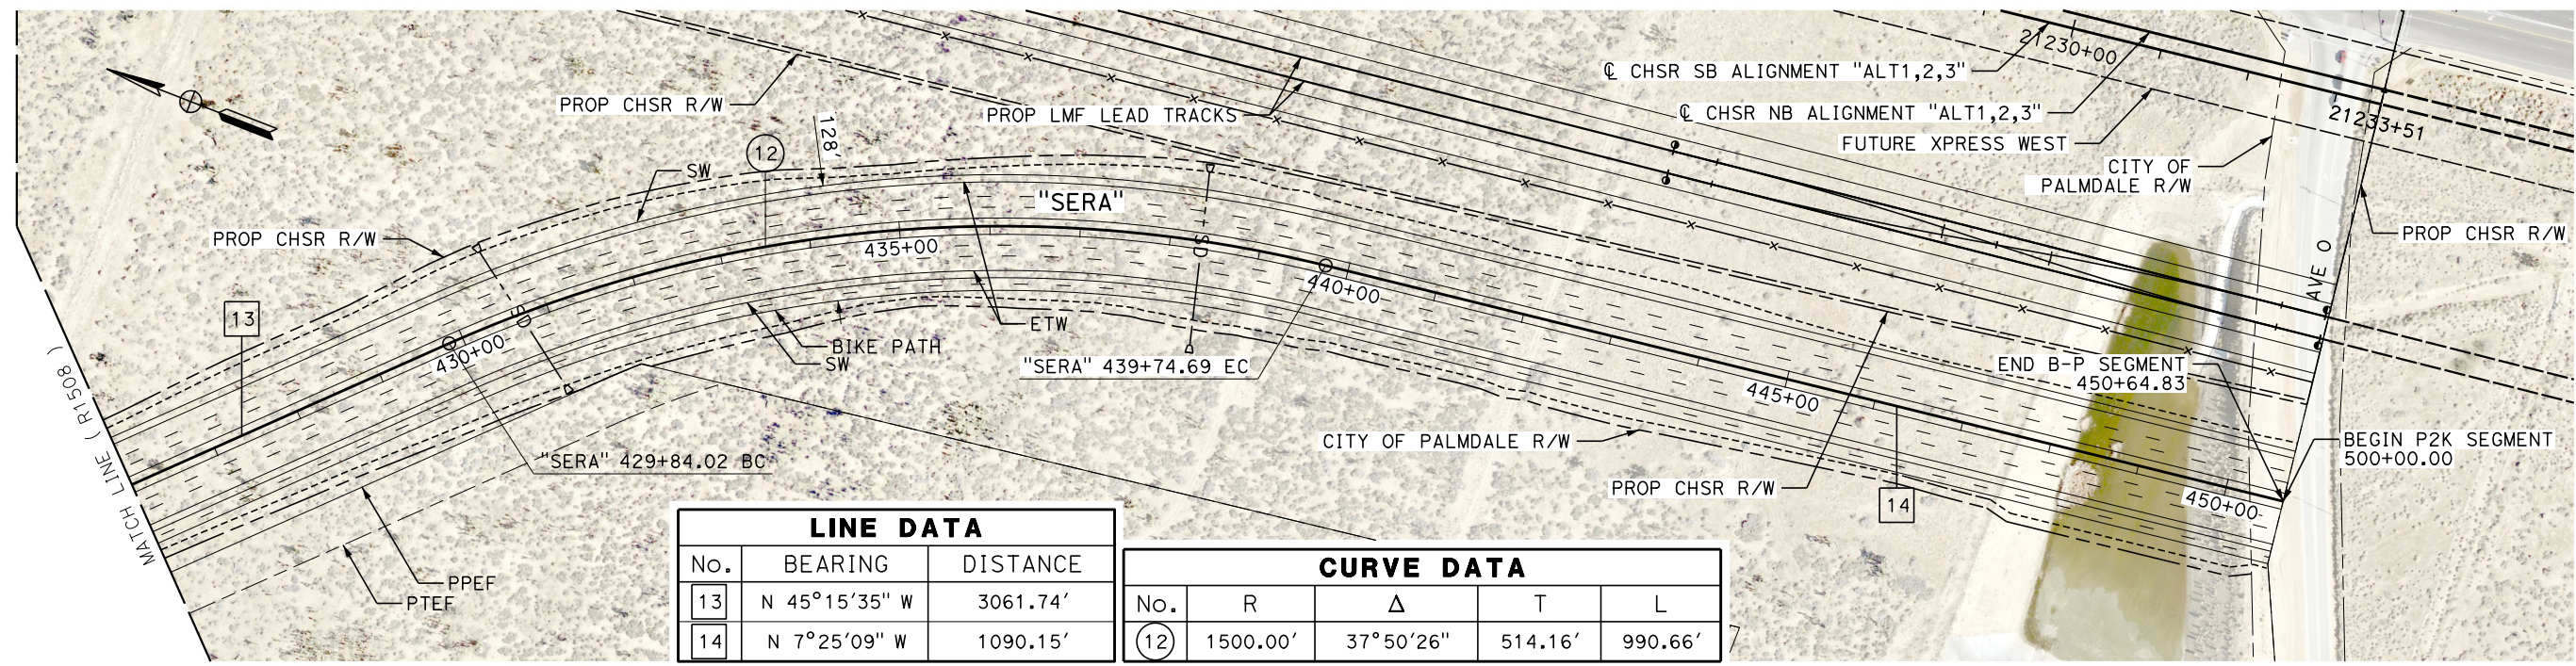 21230+00
℄ CHSR SB ALIGNMENT "ALT1,2,3"
PROP CHSR R/W
PROP LMF LEAD TRACKS
℄ CHSR NB ALIGNMENT "ALT1,2,3"
21233+51
FUTURE XPRESS WEST
128'
12
CITY OF
PALMDALE R/W
SW
"SERA"
PROP CHSR R/W
PROP CHSR R/W
435+00
SD
AVE O
440+00
13
SD
ETW
430+00
BIKE PATH
SW
"SERA" 439+74.69 EC
END B-P SEGMENT
450+64.83
445+00
MATCH LINE ( R1508 )
CITY OF PALMDALE R/W
BEGIN P2K SEGMENT
500+00.00
"SERA" 429+84.02 BC
PROP CHSR R/W
14
450+00
PPEF
PTEF
LINE DATA
No. BEARING DISTANCE
13 N 45°15'35" W 3061.74'
14 N 7°25'09" W 1090.15'
CURVE DATA
No. R Δ T L
12 1500.00' 37°50'26" 514.16' 990.66'